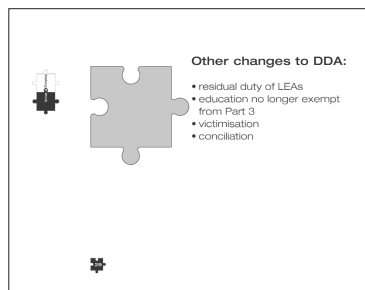 Other changes to DDA:
• residual duty of LEAs
• education no longer exempt
from Part 3
• victimisation
• conciliation